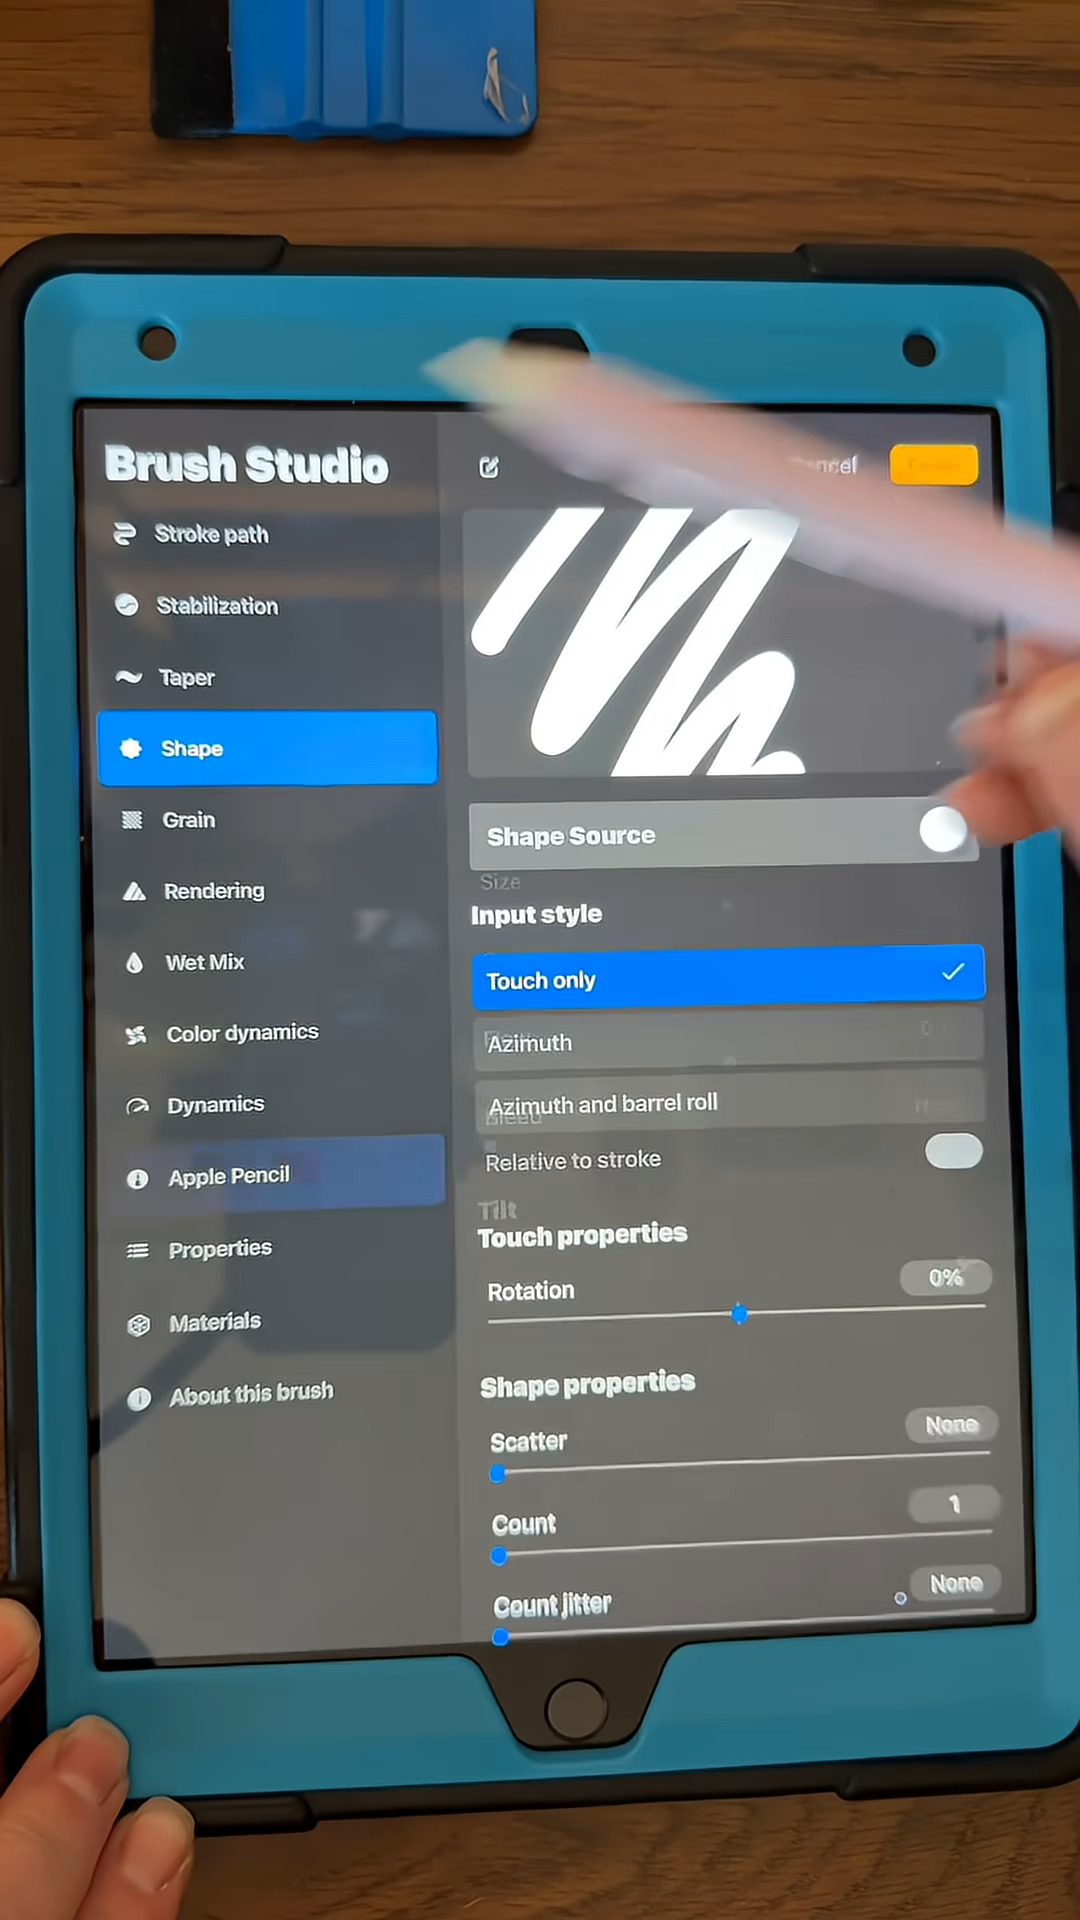 Brush Studio
Cancel
Stroke path
Stabilization
Taper
Shape
Grain
Rendering
Wet Mix
Color dynamics
Dynamics
Apple Pencil
Properties
Materials
About this brush
Shape Source
Size
Input style
Touch only
Azimuth
Azimuth and barrel roll
Bleed
Relative to stroke
Tilt
Touch properties
Rotation
0%
Shape properties
Scatter
None
Count
1
Count jitter
None